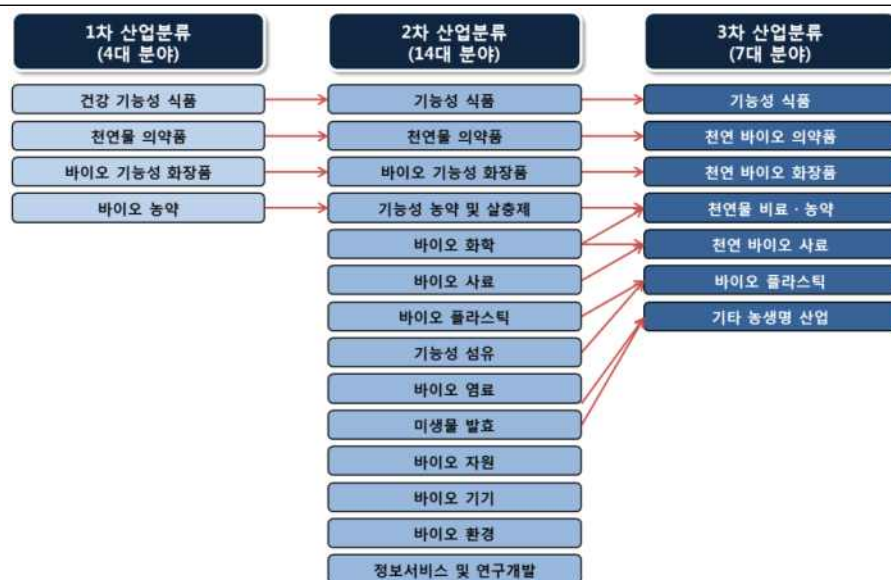 1차 산업분류
(4대 분야)
2차 산업분류
(14대 분야)
3차 산업분류
(7대 분야)
건강 기능성 식품
기능성 식품
기능성 식품
천연물 의약품
천연물 의약품
천연 바이오 의약품
바이오 기능성 화장품
바이오 기능성 화장품
천연 바이오 화장품
바이오 농약
기능성 농약 및 살충제
천연물 비료 · 농약
바이오 화학
천연 바이오 사료
바이오 사료
바이오 플라스틱
바이오 플라스틱
기타 농생명 산업
기능성 섬유
바이오 염료
미생물 발효
바이오 자원
바이오 기기
바이오 환경
정보서비스 및 연구개발